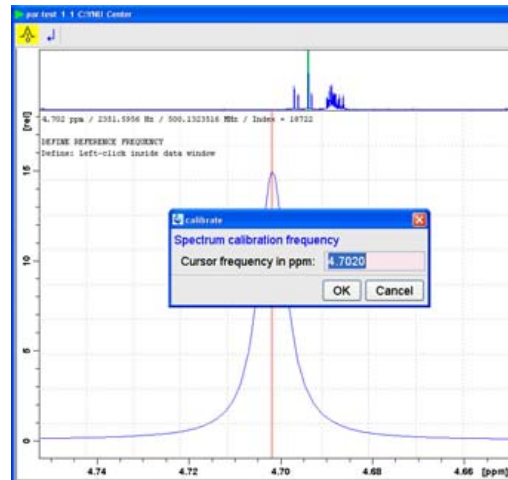 par-test 1 1 C:\NU Center
4.702 ppm / 2351.5956 Hz / 500.1323516 MHz / Index = 18722
DEFINE REFERENCE FREQUENCY
Define: Left-click inside data window
[rel]
15
10
5
0
calibrate
Spectrum calibration frequency
Cursor frequency in ppm: 4.7020
OK Cancel
4.74 4.72 4.70 4.68 4.66 [ppm]